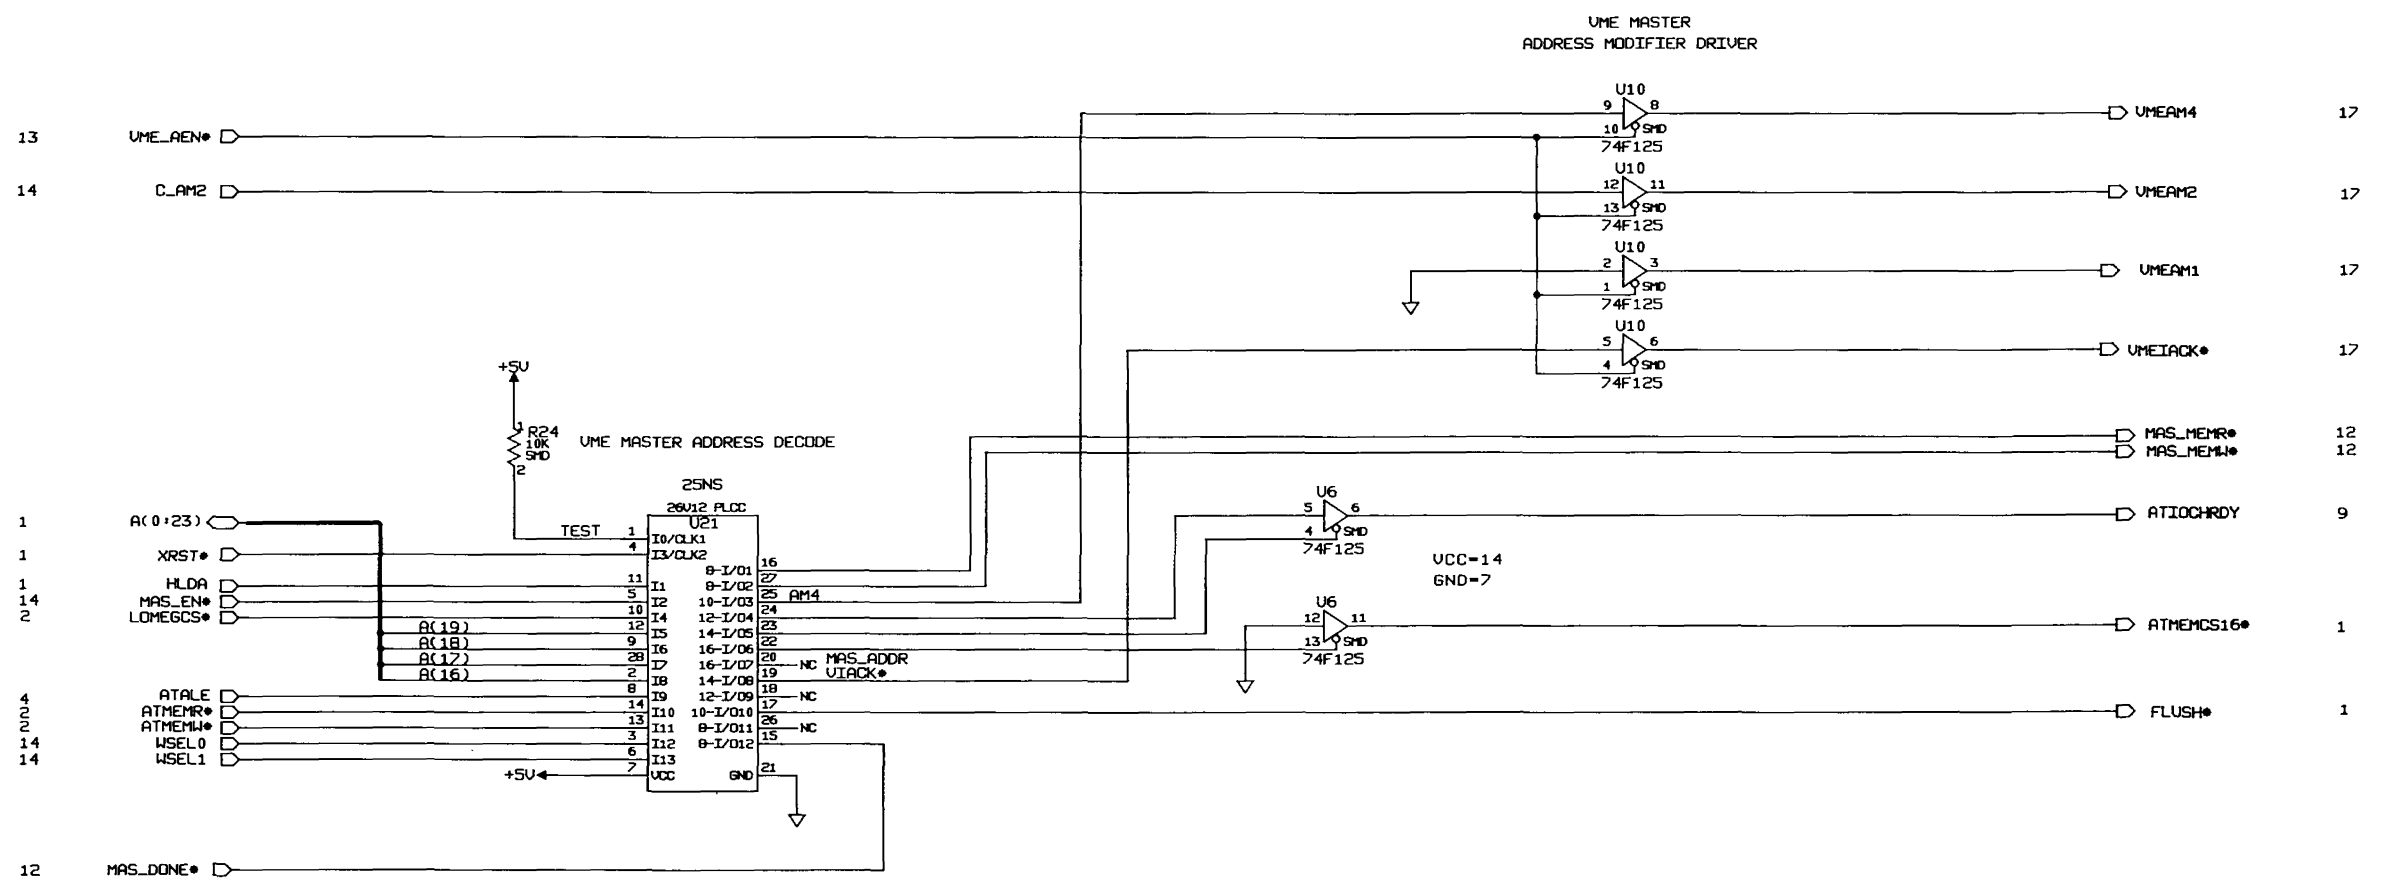 VME MASTER
ADDRESS MODIFIER DRIVER
U10
9 8
10 SMD
74F125
VMEAM4 17
13 VME_AEN*
U10
12 11
13 SMD
74F125
14 C_AM2
VMEAM2 17
U10
2 3
1 SMD
74F125
VMEAM1 17
U10
5 6
4 SMD
74F125
VMEIACK* 17
+5V
1
R24
10K
SMD
2
VME MASTER ADDRESS DECODE
MAS_MEMR* 12
MAS_MEMW* 12
25NS
26V12 PLCC
U21
U6
5 6
4 SMD
74F125
ATIOCHRDY 9
VCC=14
GND=7
U6
12 11
13 SMD
74F125
ATMEMCS16* 1
FLUSH* 1
1 A(0:23)
1 XRST*
1 HLDA
14 MAS_EN*
2 LOMEGCS*
A(19)
A(18)
A(17)
A(16)
4 ATALE
2 ATMEMR*
2 ATMEMW*
14 WSEL0
14 WSEL1
TEST 1 I0/CLK1
4 I3/CLK2
11 I1
5 I2
10 I4
12 I5
9 I6
28 I7
2 I8
8 I9
14 I10
13 I11
3 I12
6 I13
+5V 7 VCC
8-I/O1 16
8-I/O2 27
10-I/O3 25 AM4
12-I/O4 24
14-I/O5 23
16-I/O6 22
16-I/O7 20 NC MAS_ADDR
14-I/O8 19 VIACK*
12-I/O9 18 NC
10-I/O10 17
8-I/O11 26 NC
8-I/O12 15
GND 21
12 MAS_DONE*